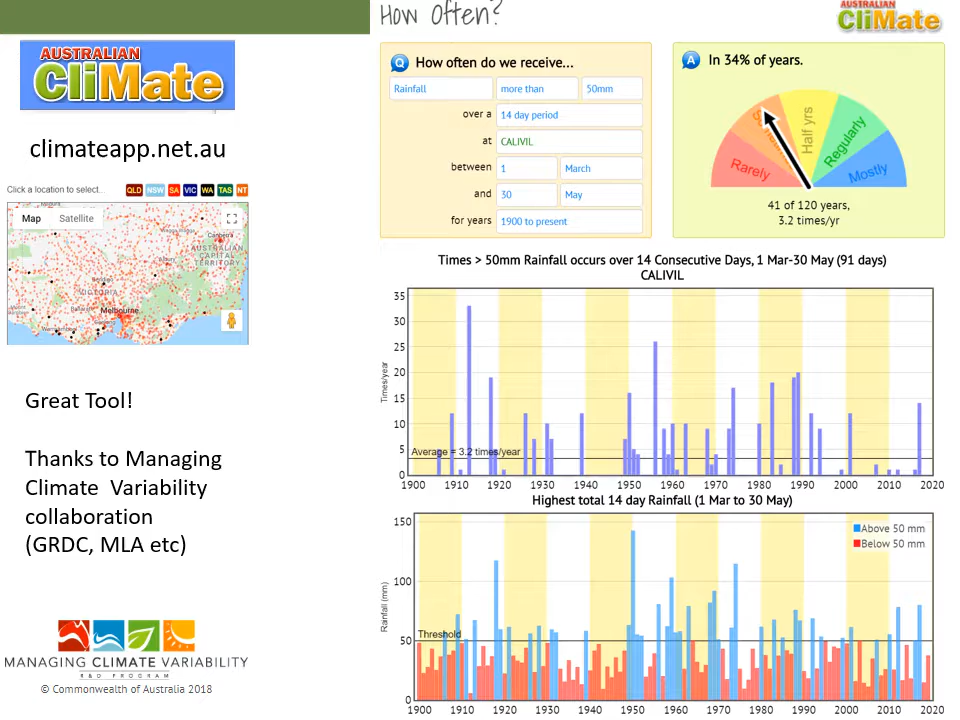 How Often?
AUSTRALIAN
CliMate
AUSTRALIAN
CliMate
climateapp.net.au
Click a location to select...
QLD NSW SA VIC WA TAS NT
Map Satellite
Canberra
AUSTRALIAN
CAPITAL
TERRITORY
VICTORIA
Melbourne
Great Tool!
Thanks to Managing
Climate Variability
collaboration
(GRDC, MLA etc)
MANAGING CLIMATE VARIABILITY
R&D PROGRAM
© Commonwealth of Australia 2018
Q How often do we receive...
Rainfall more than 50mm
over a 14 day period
at CALIVIL
between 1 March
and 30 May
for years 1900 to present
A In 34% of years.
Rarely
Half yrs
Regularly
Mostly
41 of 120 years,
3.2 times/yr
Times > 50mm Rainfall occurs over 14 Consecutive Days, 1 Mar-30 May (91 days)
CALIVIL
Times/year
35
30
25
20
15
10
5
0
Average = 3.2 times/year
1900 1910 1920 1930 1940 1950 1960 1970 1980 1990 2000 2010 2020
Highest total 14 day Rainfall (1 Mar to 30 May)
Rainfall (mm)
150
100
50
0
Above 50 mm
Below 50 mm
Threshold
1900 1910 1920 1930 1940 1950 1960 1970 1980 1990 2000 2010 2020